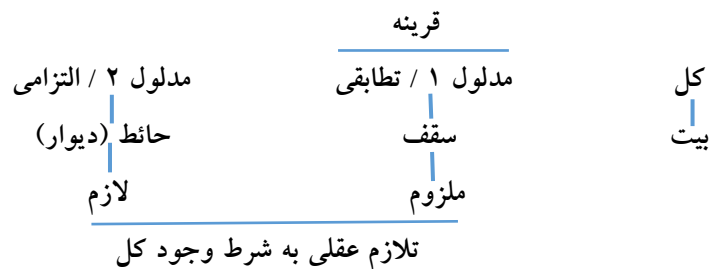 قرینه
کل مدلول ۱ / تطابقی مدلول ۲ / التزامی
بیت سقف حائط (دیوار)
ملزوم لازم
تلازم عقلی به شرط وجود کل